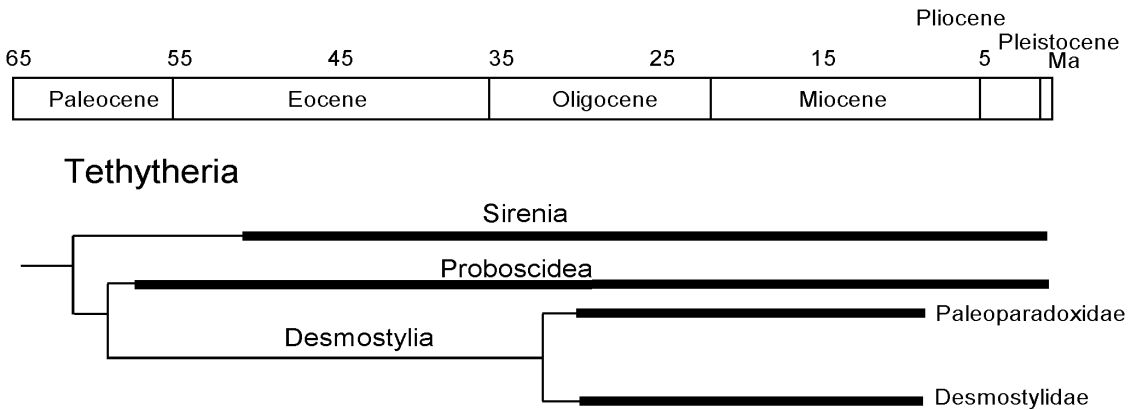 Pliocene
Pleistocene
65 55 45 35 25 15 5 Ma
Paleocene Eocene Oligocene Miocene
Tethytheria
Sirenia
Proboscidea
Paleoparadoxidae
Desmostylia
Desmostylidae